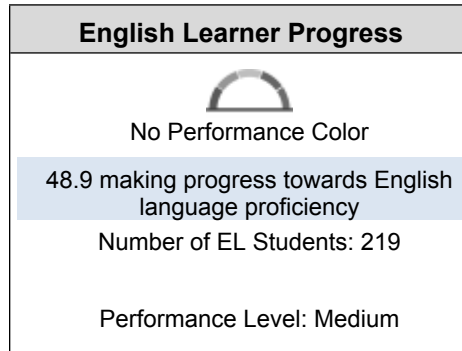 English Learner Progress
No Performance Color
48.9 making progress towards English
language proficiency
Number of EL Students: 219
Performance Level: Medium